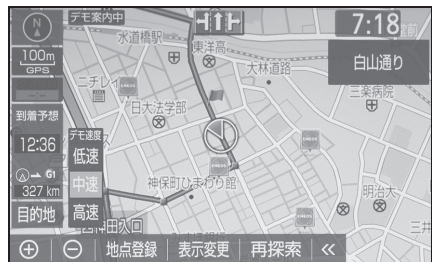 N
デモ案内中
7:18
100m
GPS
水道橋駅
東洋高
白山通り
大林道路
三楽病院
ニチレイ
日大法学部
--:--
到着予想
デモ速度
12:36
低速
G1
中速
327 km
神保町ひまわり館
明治大
高速
目的地
神田入口
三井
地点登録
表示変更
再探索